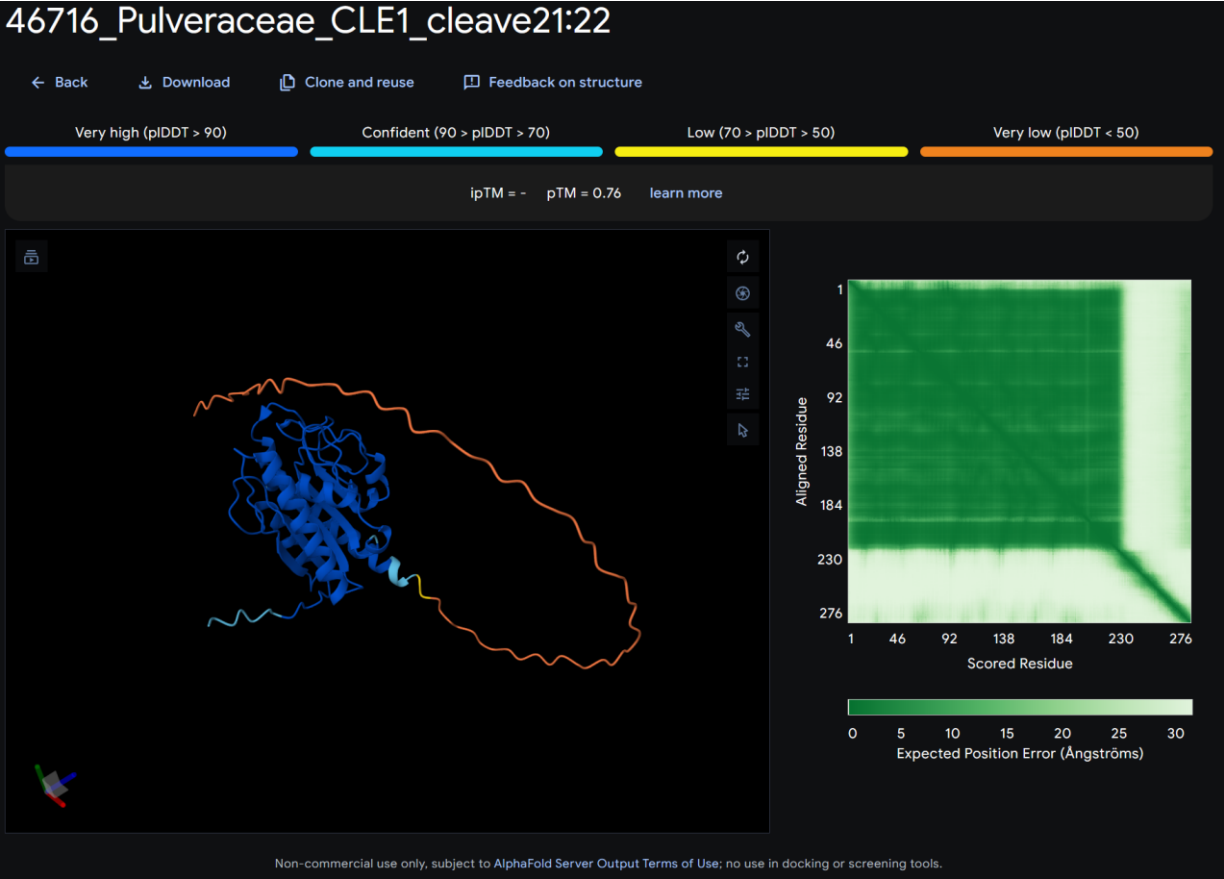 46716_Pulveraceae_CLE1_cleave21:22
Back Download Clone and reuse Feedback on structure
Very high (plDDT > 90) Confident (90 > plDDT > 70) Low (70 > plDDT > 50) Very low (plDDT < 50)
ipTM = - pTM = 0.76 learn more
1
46
92
138
184
230
276
Aligned Residue
1 46 92 138 184 230 276
Scored Residue
0 5 10 15 20 25 30
Expected Position Error (Ångströms)
Non-commercial use only, subject to AlphaFold Server Output Terms of Use; no use in docking or screening tools.